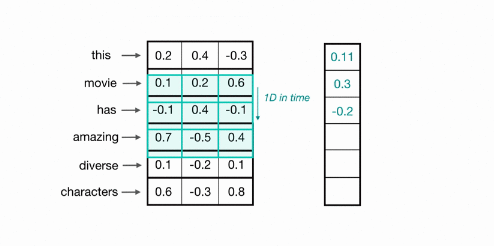 this → 0.2 0.4 -0.3 0.11
movie → 0.1 0.2 0.6 0.3
1D in time
has → -0.1 0.4 -0.1 -0.2
amazing → 0.7 -0.5 0.4
diverse → 0.1 -0.2 0.1
characters → 0.6 -0.3 0.8